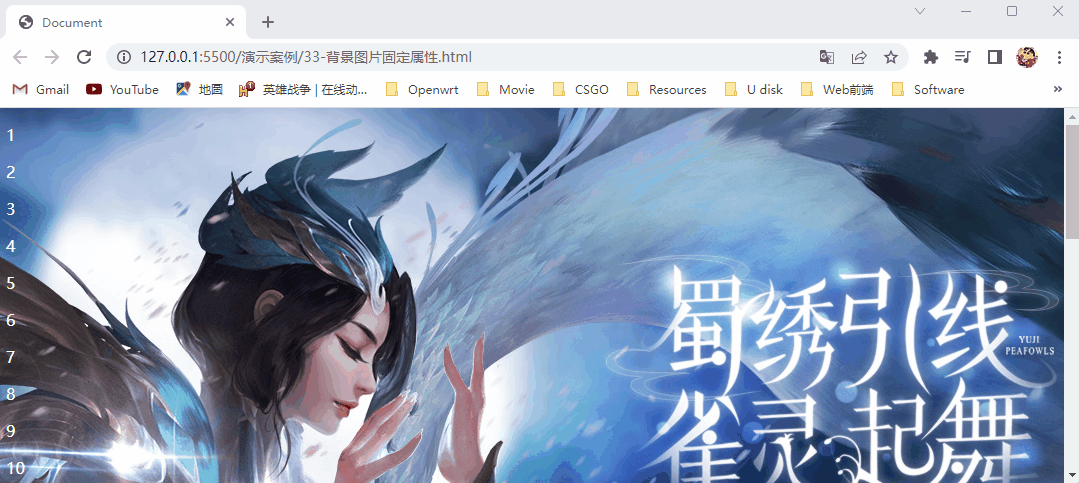 Document
127.0.0.1:5500/演示案例/33-背景图片固定属性.html
Gmail YouTube 地圖 英雄战争 | 在线动... Openwrt Movie CSGO Resources U disk Web前端 Software »
1
2
3
4
5
6
7
8
9
10
蜀绣引线
YUJI
PEAFOWLS
雀灵起舞